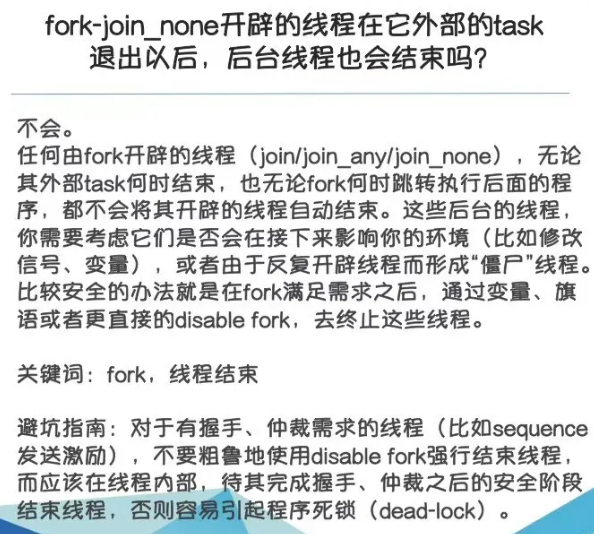 fork-join_none开辟的线程在它外部的task
退出以后，后台线程也会结束吗？
不会。
任何由fork开辟的线程（join/join_any/join_none），无论
其外部task何时结束，也无论fork何时跳转执行后面的程
序，都不会将其开辟的线程自动结束。这些后台的线程，
你需要考虑它们是否会在接下来影响你的环境（比如修改
信号、变量），或者由于反复开辟线程而形成“僵尸”线程。
比较安全的办法就是在fork满足需求之后，通过变量、旗
语或者更直接的disable fork，去终止这些线程。
关键词：fork，线程结束
避坑指南：对于有握手、仲裁需求的线程（比如sequence
发送激励），不要粗鲁地使用disable fork强行结束线程，
而应该在线程内部，待其完成握手、仲裁之后的安全阶段
结束线程，否则容易引起程序死锁（dead-lock）。